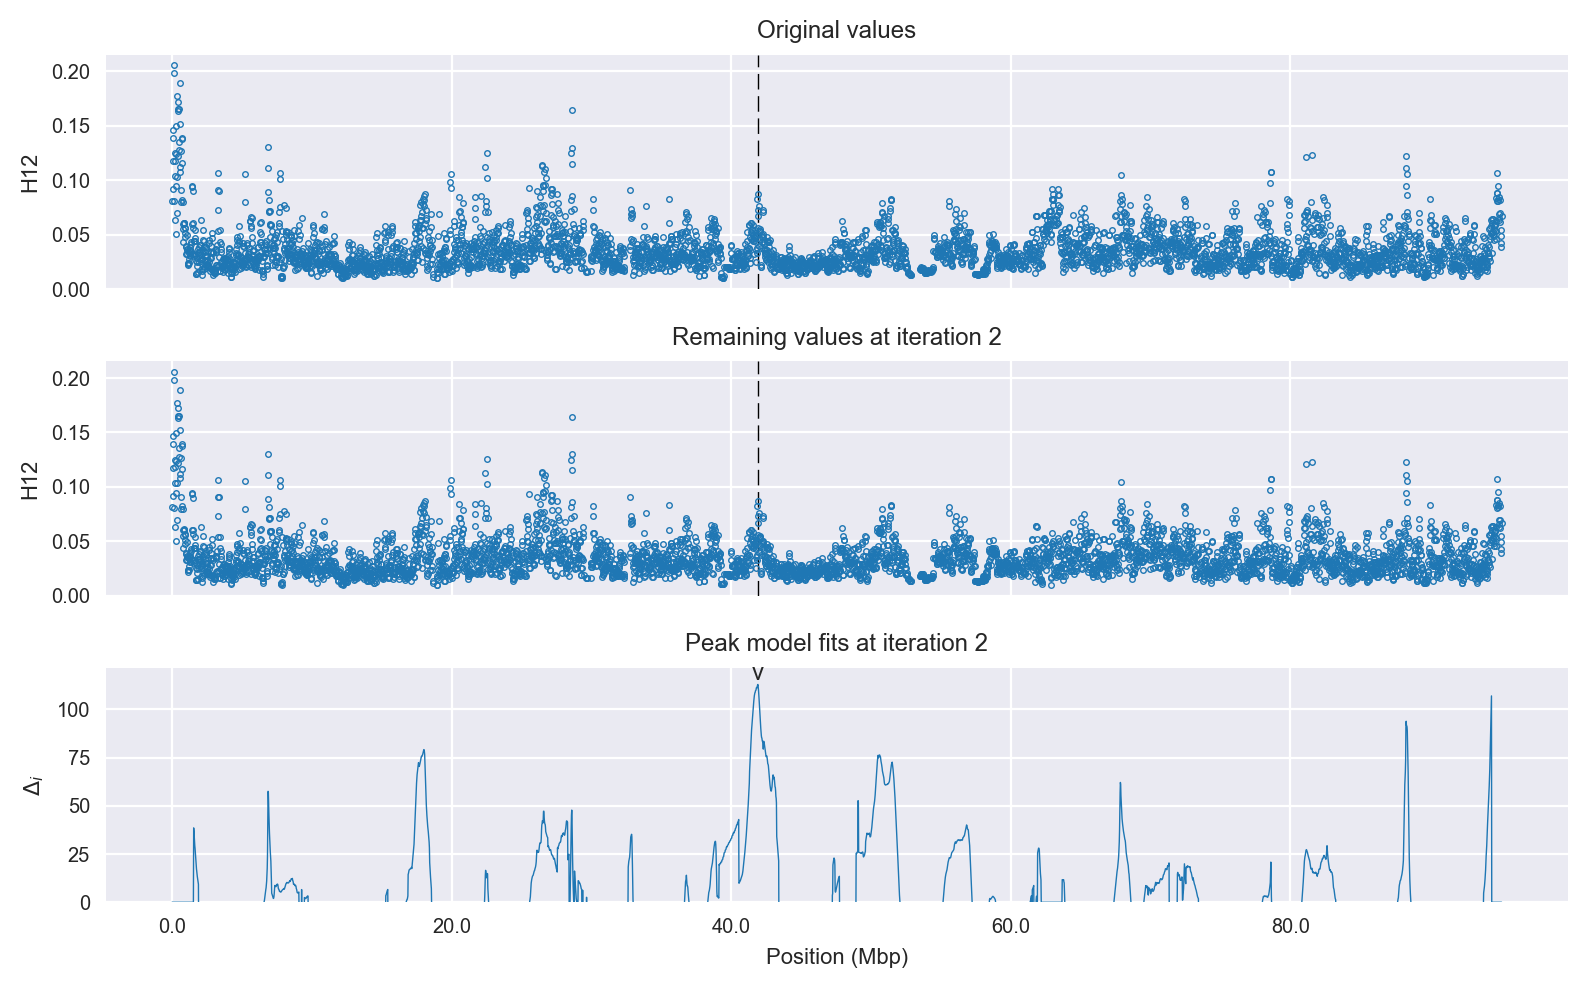 Original values
0.20
0.15
0.10
0.05
0.00
H12
Remaining values at iteration 2
0.20
0.15
0.10
0.05
0.00
H12
Peak model fits at iteration 2
v
100
75
50
25
0
Δi
0.0 20.0 40.0 60.0 80.0
Position (Mbp)